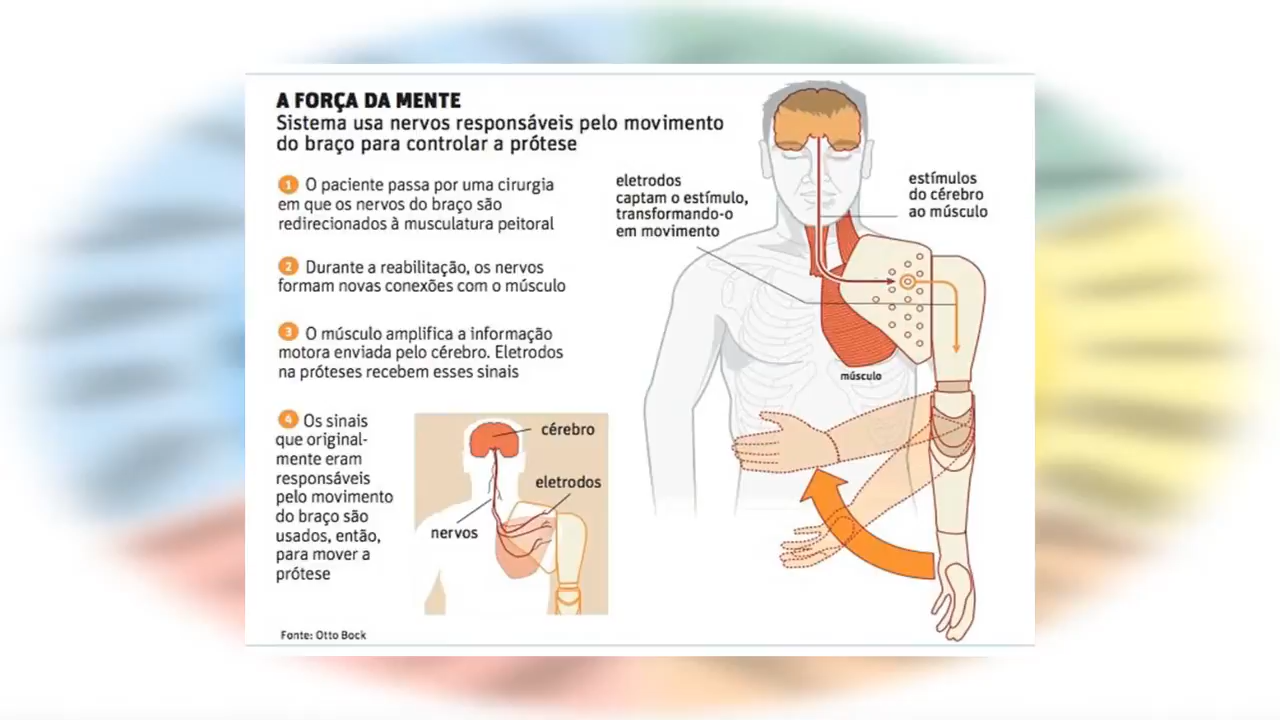 A FORÇA DA MENTE
Sistema usa nervos responsáveis pelo movimento
do braço para controlar a prótese
1 O paciente passa por uma cirurgia
em que os nervos do braço são
redirecionados à musculatura peitoral
2 Durante a reabilitação, os nervos
formam novas conexões com o músculo
3 O músculo amplifica a informação
motora enviada pelo cérebro. Eletrodos
na próteses recebem esses sinais
4 Os sinais
que original-
mente eram
responsáveis
pelo movimento
do braço são
usados, então,
para mover a
prótese
cérebro
eletrodos
nervos
eletrodos
captam o estímulo,
transformando-o
em movimento
estímulos
do cérebro
ao músculo
músculo
Fonte: Otto Bock